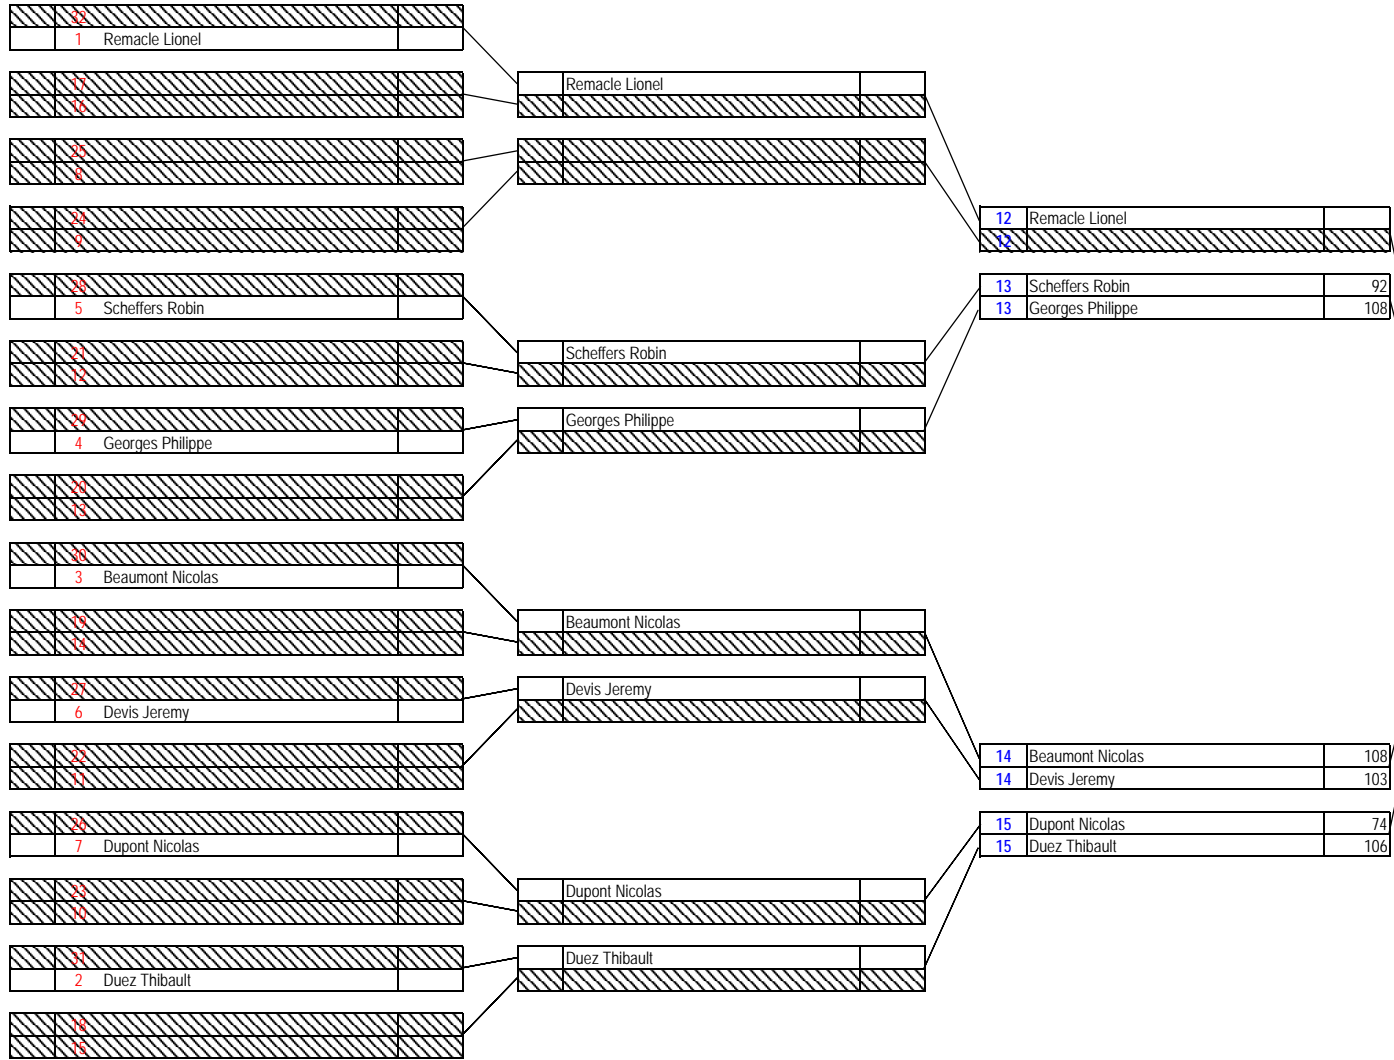 32
1 Remacle Lionel
17
16
25
8
24
9
28
5 Scheffers Robin
21
12
29
4 Georges Philippe
20
13
30
3 Beaumont Nicolas
19
14
27
6 Devis Jeremy
22
11
26
7 Dupont Nicolas
23
10
31
2 Duez Thibault
18
15
Remacle Lionel
Scheffers Robin
Georges Philippe
Beaumont Nicolas
Devis Jeremy
Dupont Nicolas
Duez Thibault
12 Remacle Lionel
12
13 Scheffers Robin 92
13 Georges Philippe 108
14 Beaumont Nicolas 108
14 Devis Jeremy 103
15 Dupont Nicolas 74
15 Duez Thibault 106